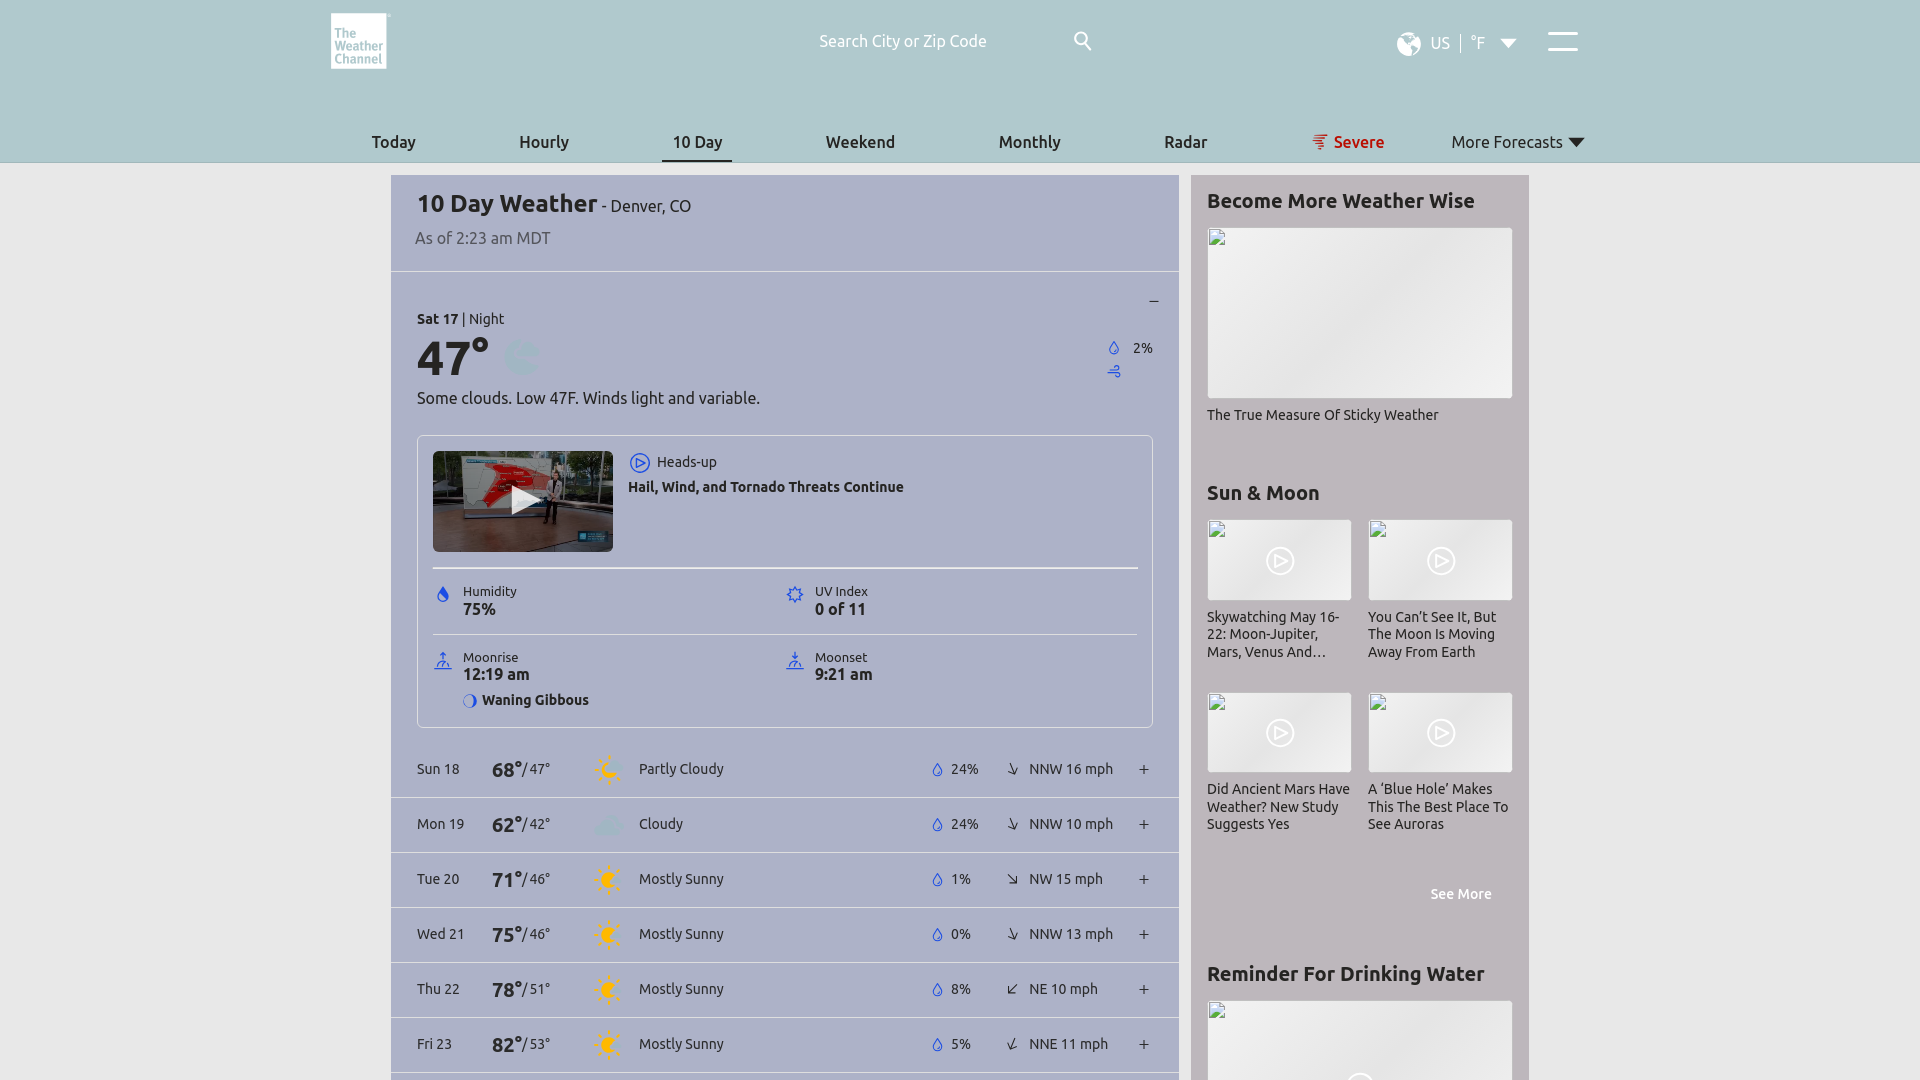 The
Weather
Channel
Search City or Zip Code
US | °F
Today
Hourly
10 Day
Weekend
Monthly
Radar
Severe
More Forecasts
10 Day Weather - Denver, CO
As of 2:23 am MDT
Sat 17 | Night
47°
2%
Some clouds. Low 47F. Winds light and variable.
Heads-up
Hail, Wind, and Tornado Threats Continue
Humidity
75%
UV Index
0 of 11
Moonrise
12:19 am
Waning Gibbous
Moonset
9:21 am
Sun 18 68°/47° Partly Cloudy 24% NNW 16 mph +
Mon 19 62°/42° Cloudy 24% NNW 10 mph +
Tue 20 71°/46° Mostly Sunny 1% NW 15 mph +
Wed 21 75°/46° Mostly Sunny 0% NNW 13 mph +
Thu 22 78°/51° Mostly Sunny 8% NE 10 mph +
Fri 23 82°/53° Mostly Sunny 5% NNE 11 mph +
Become More Weather Wise
The True Measure Of Sticky Weather
Sun & Moon
Skywatching May 16-
22: Moon-Jupiter,
Mars, Venus And…
You Can’t See It, But
The Moon Is Moving
Away From Earth
Did Ancient Mars Have
Weather? New Study
Suggests Yes
A ‘Blue Hole’ Makes
This The Best Place To
See Auroras
See More
Reminder For Drinking Water